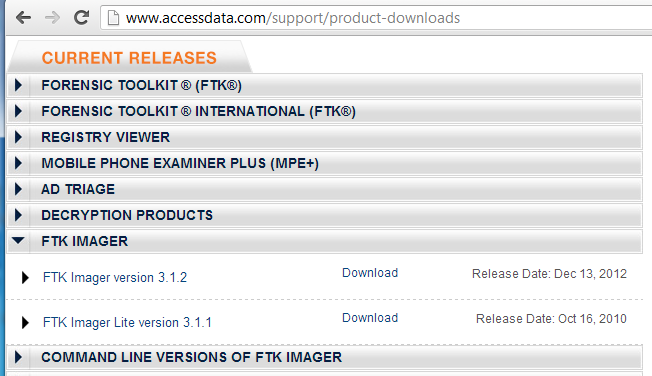 www.accessdata.com/support/product-downloads
CURRENT RELEASES
FORENSIC TOOLKIT ® (FTK®)
FORENSIC TOOLKIT ® INTERNATIONAL (FTK®)
REGISTRY VIEWER
MOBILE PHONE EXAMINER PLUS (MPE+)
AD TRIAGE
DECRYPTION PRODUCTS
FTK IMAGER
FTK Imager version 3.1.2 Download Release Date: Dec 13, 2012
FTK Imager Lite version 3.1.1 Download Release Date: Oct 16, 2010
COMMAND LINE VERSIONS OF FTK IMAGER